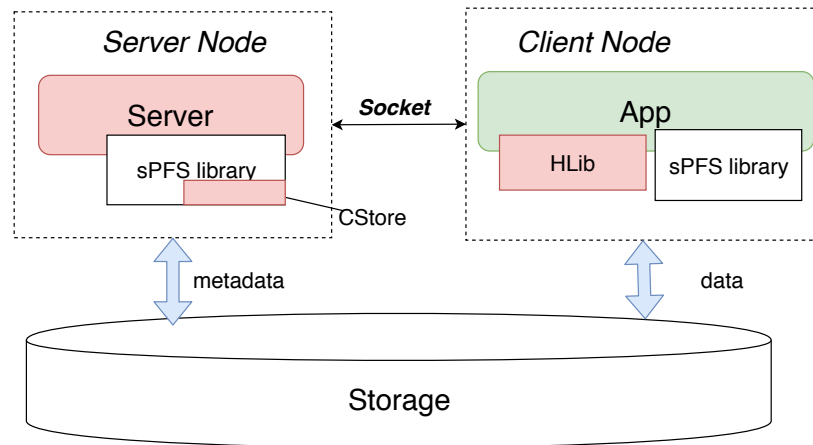 Server Node
Client Node
Server
Socket
App
sPFS library
HLib
sPFS library
CStore
metadata
data
Storage